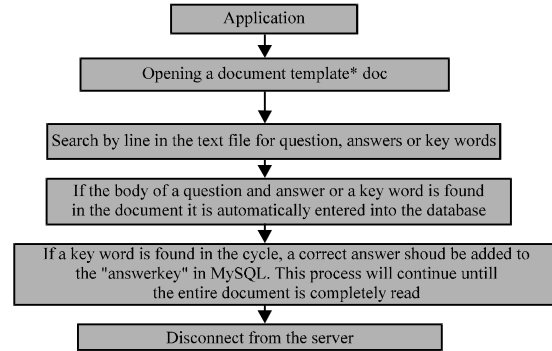 Application
Opening a document template* doc
Search by line in the text file for question, answers or key words
If the body of a question and answer or a key word is found
in the document it is automatically entered into the database
If a key word is found in the cycle, a correct answer shoud be added to
the "answerkey" in MySQL. This process will continue untill
the entire document is completely read
Disconnect from the server